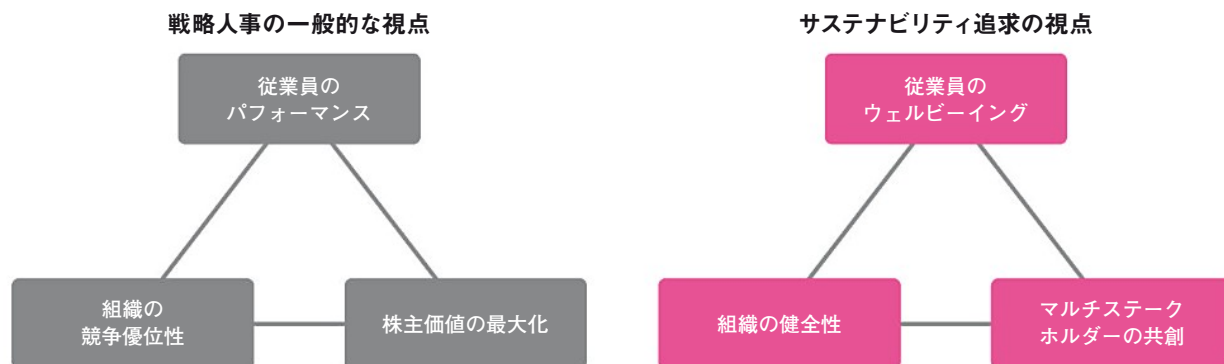 戦略人事の一般的な視点
従業員の
パフォーマンス
組織の
競争優位性
株主価値の最大化
サステナビリティ追求の視点
従業員の
ウェルビーイング
組織の健全性
マルチステーク
ホルダーの共創